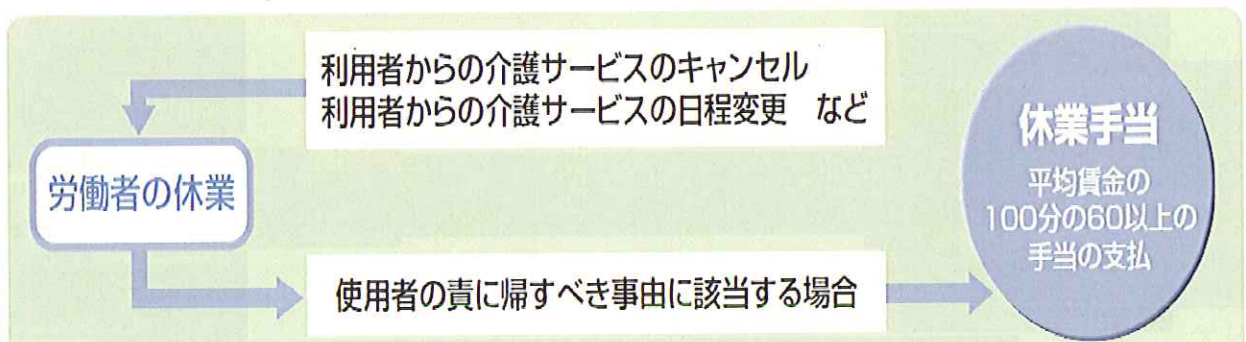 利用者からの介護サービスのキャンセル
利用者からの介護サービスの日程変更　など
労働者の休業
使用者の責に帰すべき事由に該当する場合
休業手当
平均賃金の
100分の60以上の
手当の支払